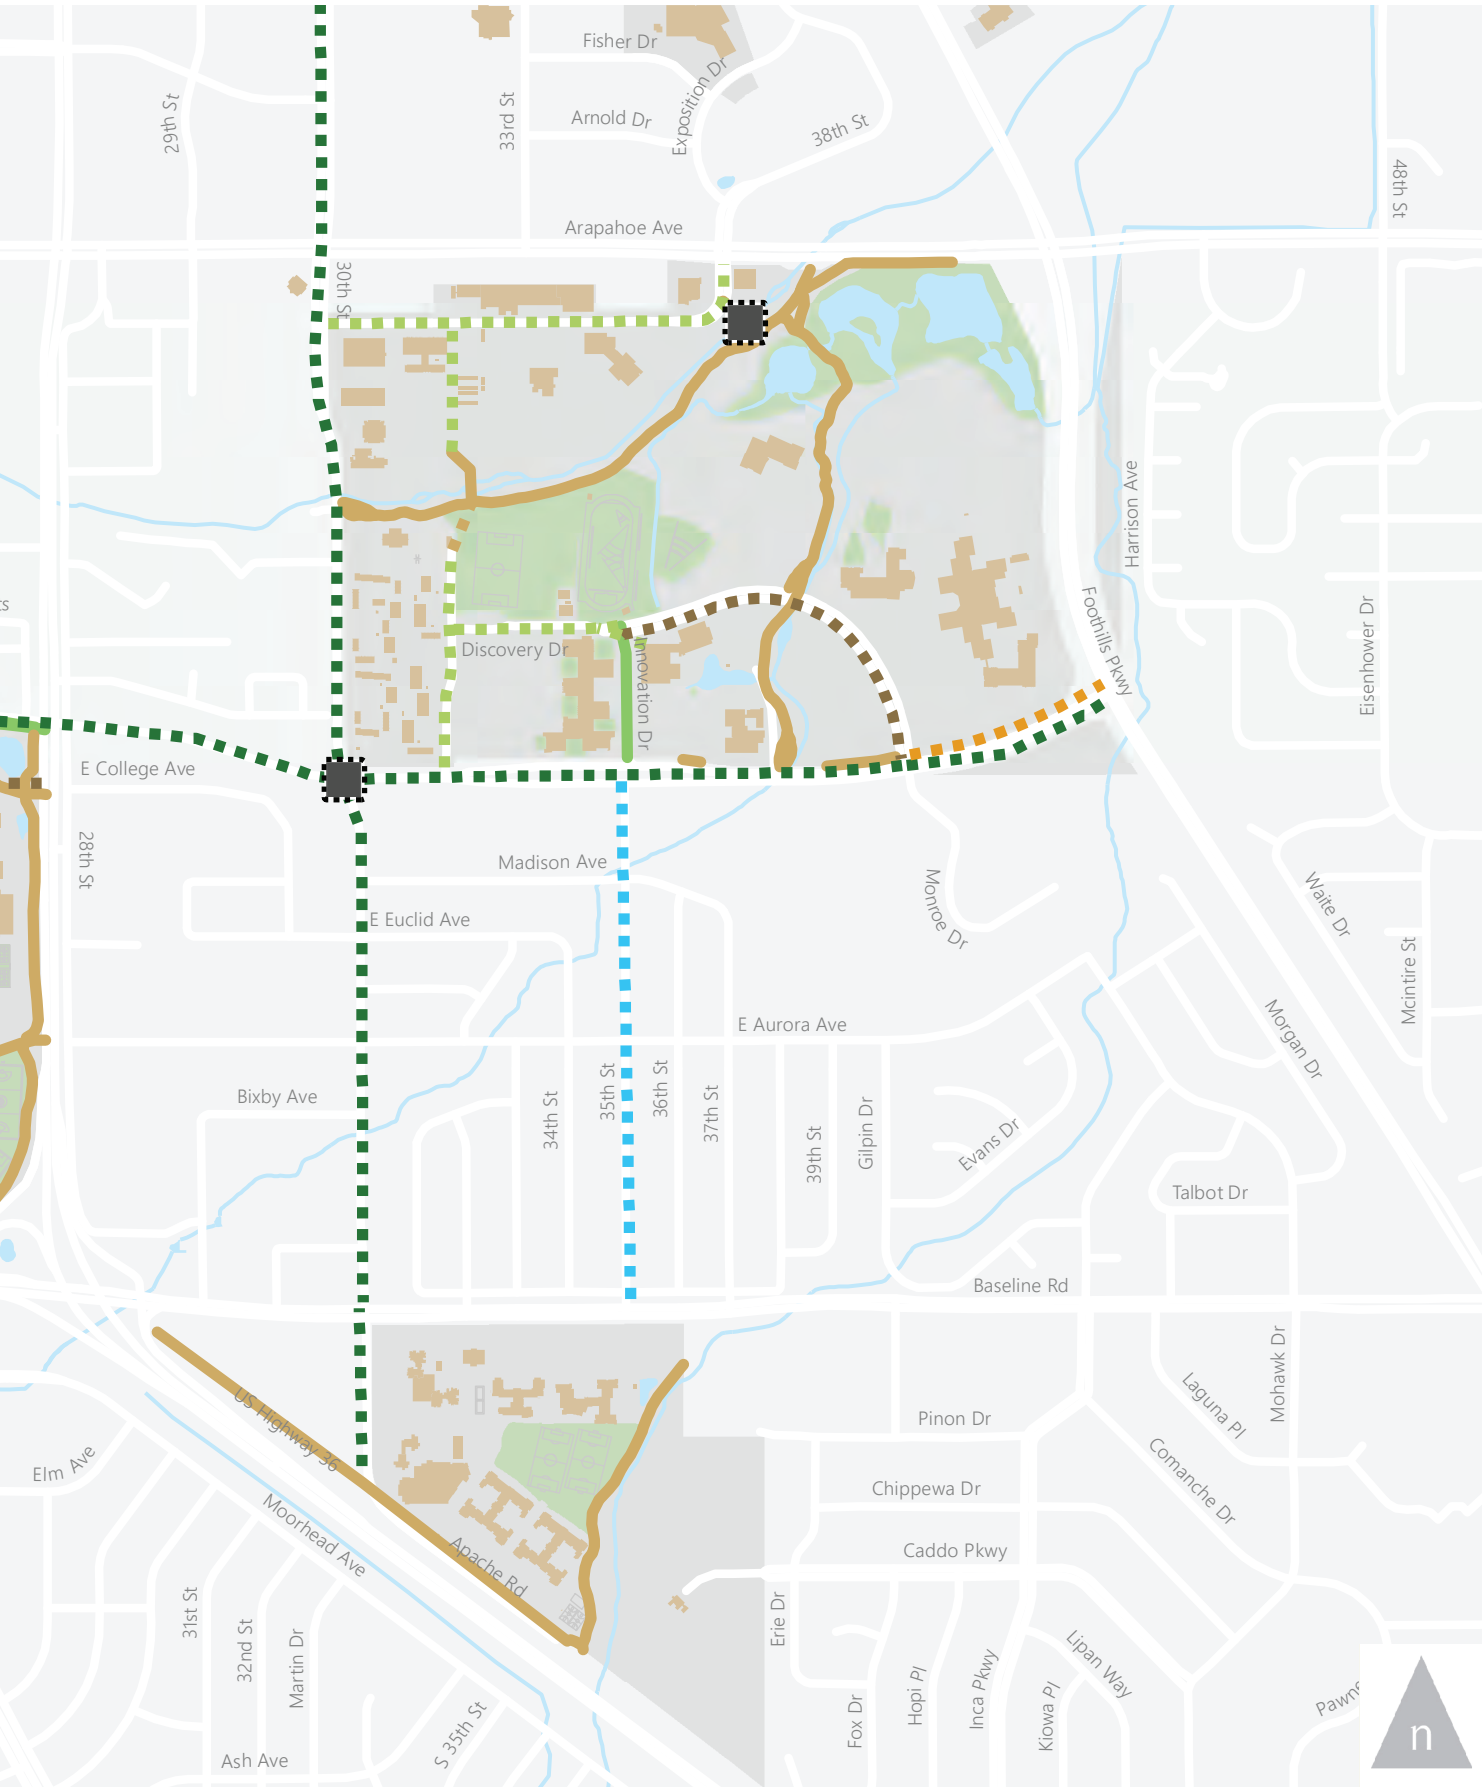 Fisher Dr
Exposition Dr
29th St
33rd St
Arnold Dr
38th St
48th St
Arapahoe Ave
30th St
Harrison Ave
Foothills Pkwy
Eisenhower Dr
Discovery Dr
Innovation Dr
E College Ave
28th St
Madison Ave
Monroe Dr
Waite Dr
E Euclid Ave
Mcintire St
E Aurora Ave
Morgan Dr
Bixby Ave
34th St
35th St
36th St
37th St
39th St
Gilpin Dr
Evans Dr
Talbot Dr
Baseline Rd
Mohawk Dr
Laguna Pl
US Highway 36
Pinon Dr
Elm Ave
Comanche Dr
Chippewa Dr
Moorhead Ave
Apache Rd
Caddo Pkwy
31st St
32nd St
Martin Dr
Erie Dr
Lipan Way
Hopi Pl
Inca Pkwy
Kiowa Pl
Fox Dr
S 35th St
Ash Ave
n